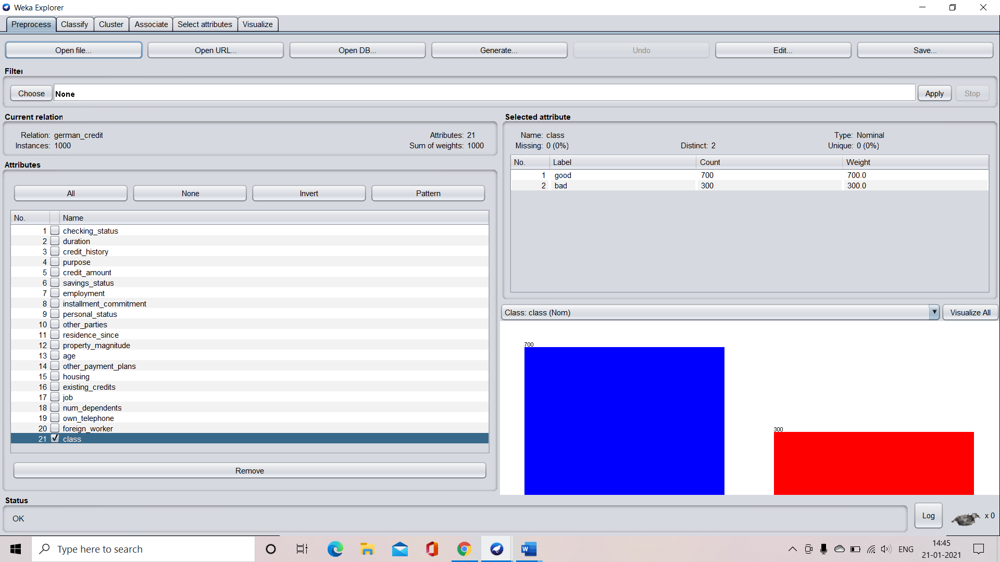 Weka Explorer
Preprocess Classify Cluster Associate Select attributes Visualize
Open file... Open URL... Open DB... Generate... Undo Edit... Save...
Filter
Choose None Apply Stop
Current relation
Relation: german_credit Attributes: 21
Instances: 1000 Sum of weights: 1000
Attributes
All None Invert Pattern
No. Name
1 checking_status
2 duration
3 credit_history
4 purpose
5 credit_amount
6 savings_status
7 employment
8 installment_commitment
9 personal_status
10 other_parties
11 residence_since
12 property_magnitude
13 age
14 other_payment_plans
15 housing
16 existing_credits
17 job
18 num_dependents
19 own_telephone
20 foreign_worker
21 class
Remove
Selected attribute
Name: class Type: Nominal
Missing: 0 (0%) Distinct: 2 Unique: 0 (0%)
No. Label Count Weight
1 good 700 700.0
2 bad 300 300.0
Class: class (Nom) Visualize All
700
300
Status
OK
Log x 0
Type here to search
ENG
14:45
21-01-2021